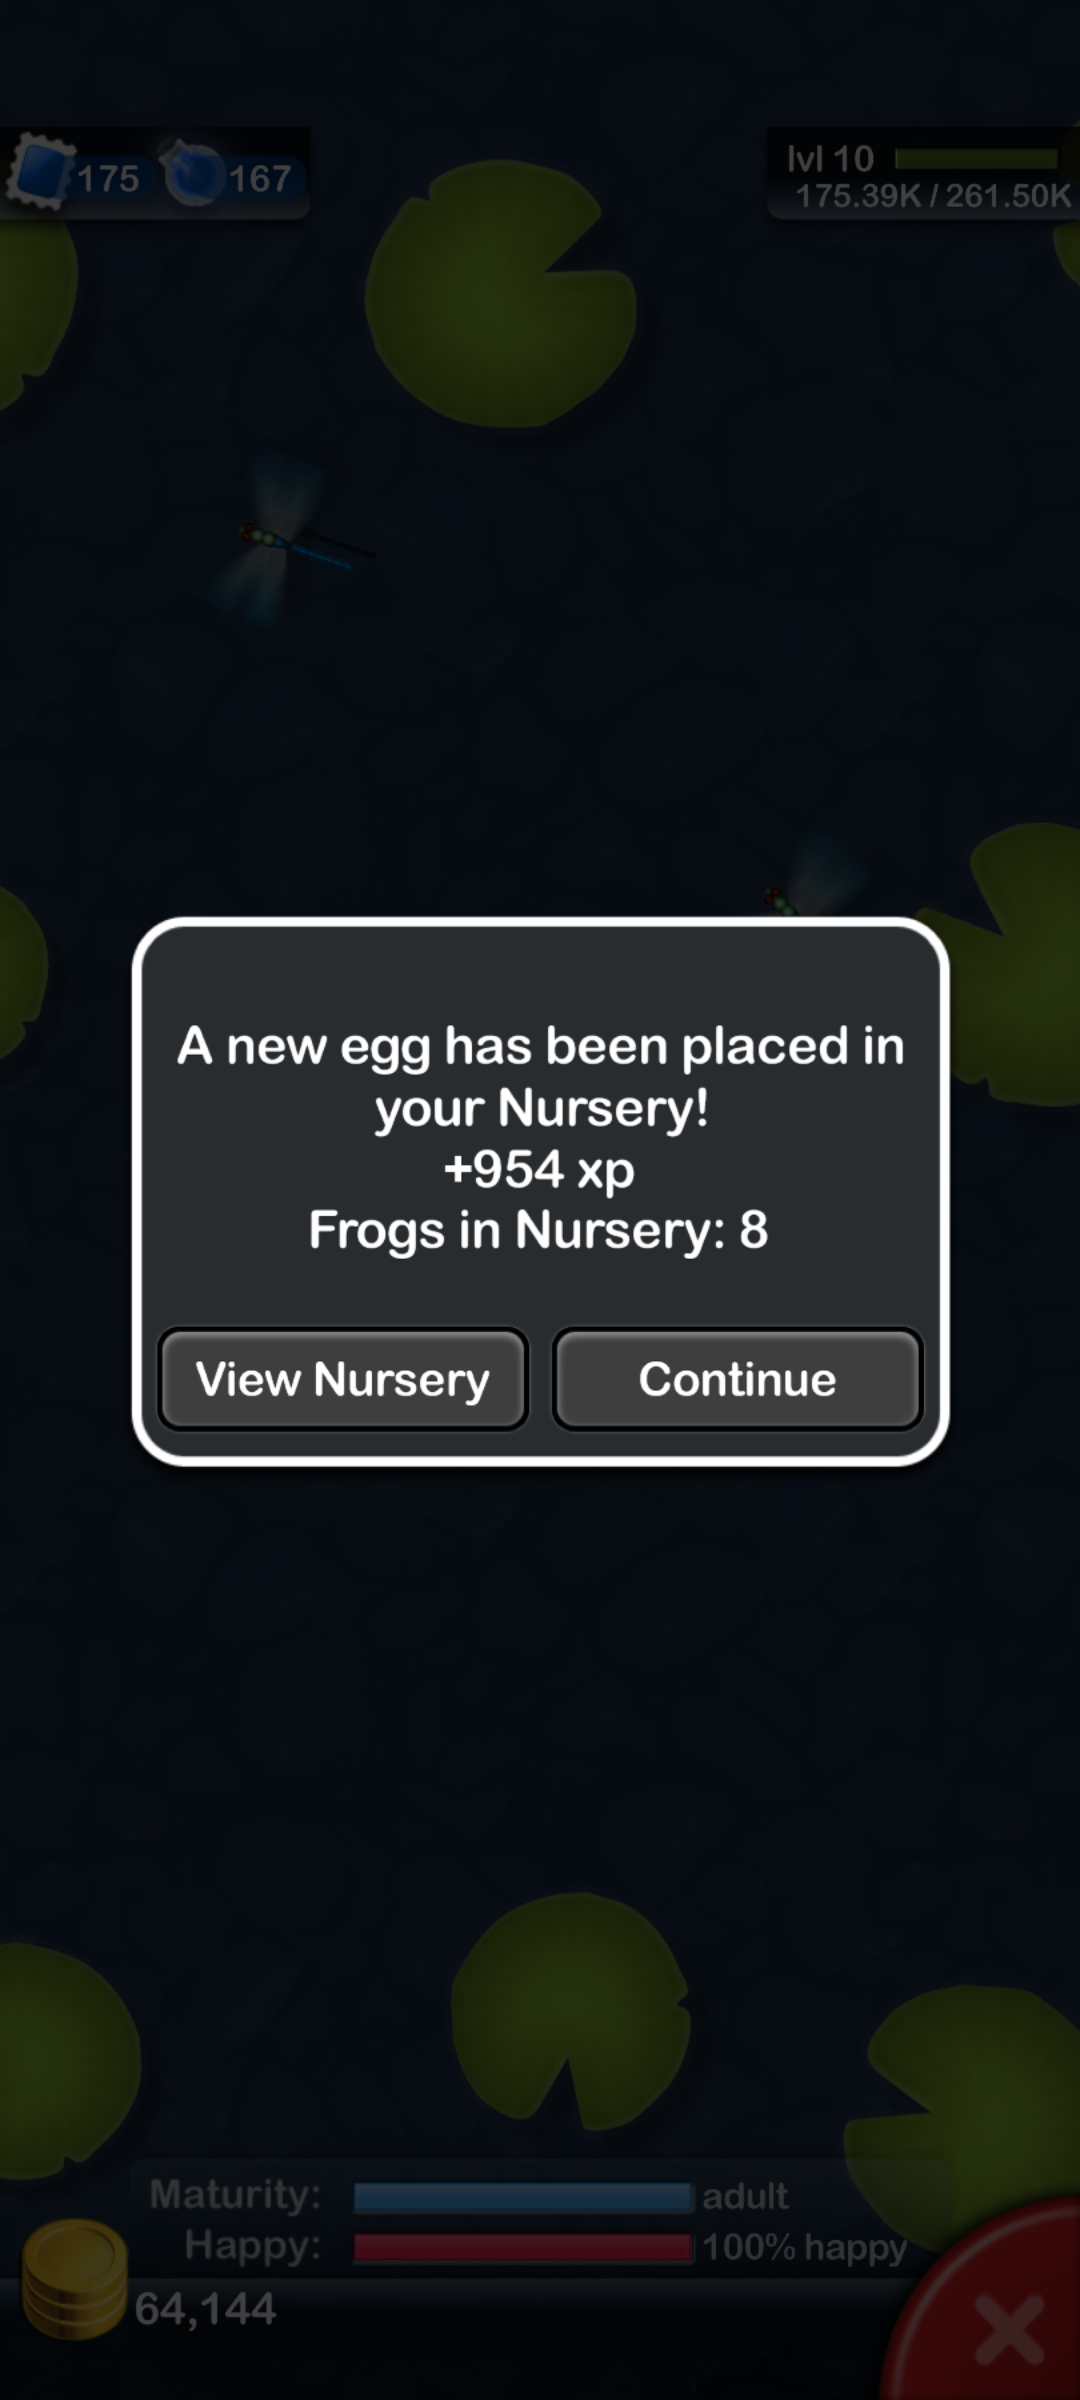 175
167
lvl 10
175.39K / 261.50K
A new egg has been placed in
your Nursery!
+954 xp
Frogs in Nursery: 8
View Nursery
Continue
Maturity:
adult
Happy:
100% happy
64,144